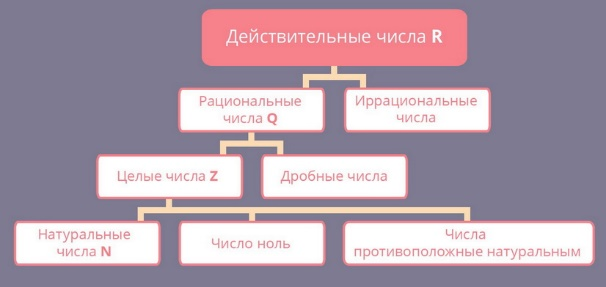 Действительные числа R
Рациональные
числа Q
Иррациональные
числа
Целые числа Z
Дробные числа
Натуральные
числа N
Число ноль
Числа
противоположные натуральным